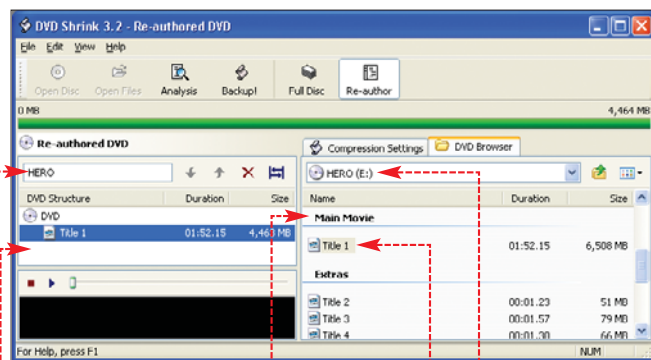 DVD Shrink 3.2 - Re-authored DVD
File Edit View Help
Open Disc Open Files Analysis Backup! Full Disc Re-author
0 MB 4,464 MB
Re-authored DVD
Compression Settings DVD Browser
HERO
HERO (E:)
DVD Structure Duration Size
Name Duration Size
DVD
Main Movie
Title 1 01:52.15 4,463 MB
Title 1 01:52.15 6,508 MB
Extras
Title 2 00:01.23 51 MB
Title 3 00:01.57 79 MB
Title 4 00:01.30 66 MB
For Help, press F1 NUM